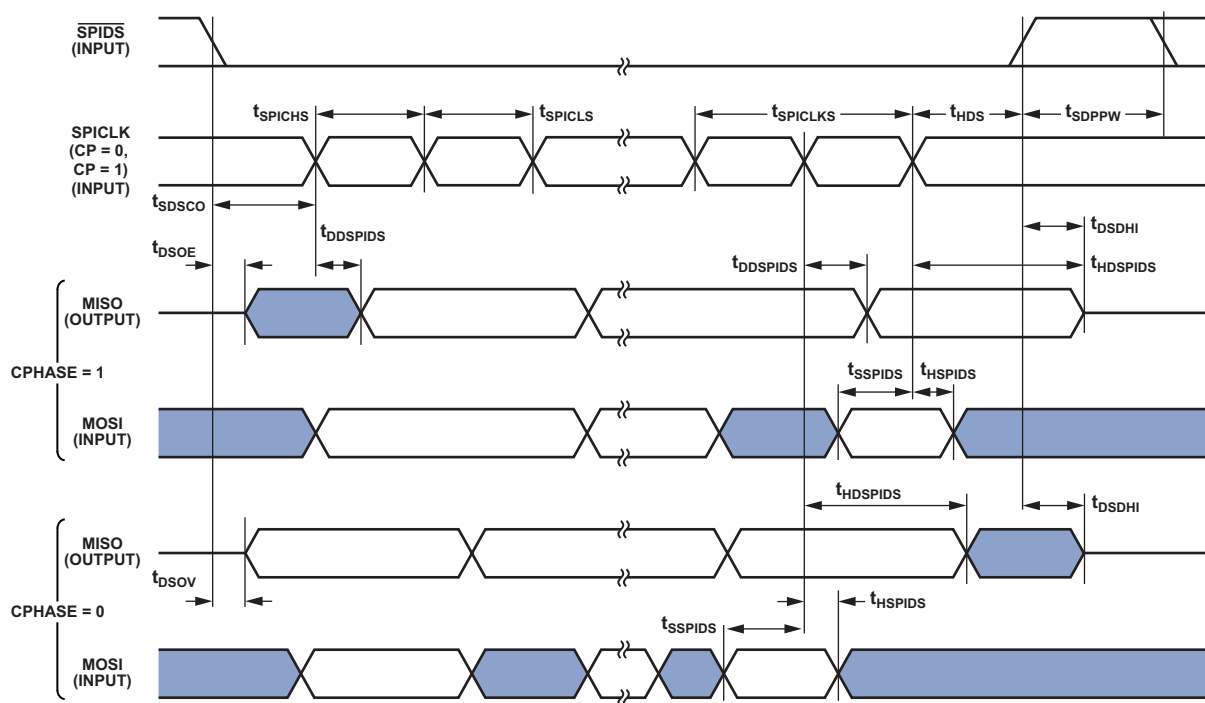 SPIDS
(INPUT)
tSPICHS
tSPICLS
tSPICLKS
tHDS
tSDPPW
SPICLK
(CP = 0,
CP = 1)
(INPUT)
tSDSCO
tDSOE
tDDSPIDS
tDDSPIDS
tDSDHI
tHDSPIDS
MISO
(OUTPUT)
CPHASE = 1
tSSPIDS
tHSPIDS
MOSI
(INPUT)
tHDSPIDS
tDSDHI
MISO
(OUTPUT)
tDSOV
CPHASE = 0
tHSPIDS
tSSPIDS
MOSI
(INPUT)